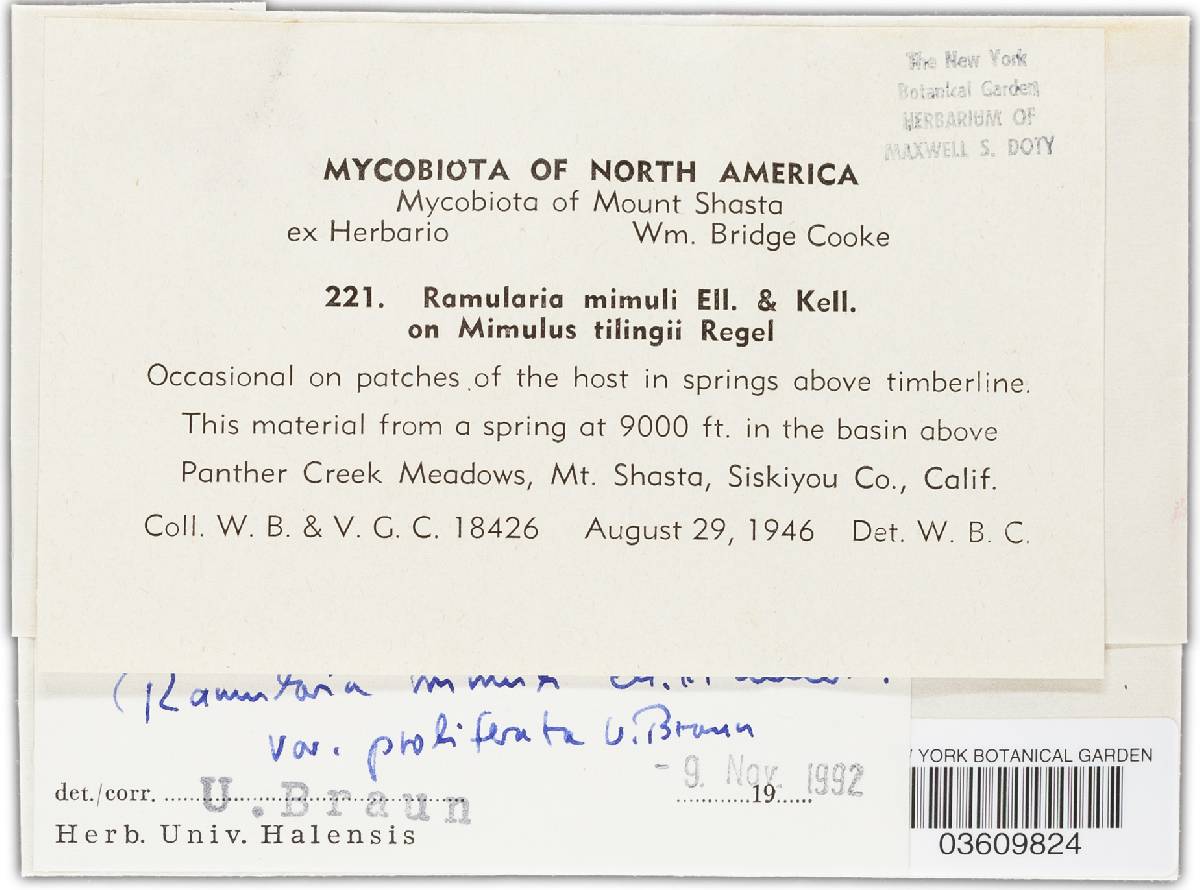 The New York
Botanical Garden
HERBARIUM OF
MAXWELL S. DOTY
MYCOBIOTA OF NORTH AMERICA
Mycobiota of Mount Shasta
ex Herbario Wm. Bridge Cooke
221. Ramularia mimuli Ell. & Kell.
on Mimulus tilingii Regel
Occasional on patches of the host in springs above timberline.
This material from a spring at 9000 ft. in the basin above
Panther Creek Meadows, Mt. Shasta, Siskiyou Co., Calif.
Coll. W. B. & V. G. C. 18426 August 29, 1946 Det. W. B. C.
(Ramularia mimuli
var. prolifera­ta U. Braun
- 9. Nov. 1992
det./corr. U. Braun 19
Herb. Univ. Halensis
YORK BOTANICAL GARDEN
03609824